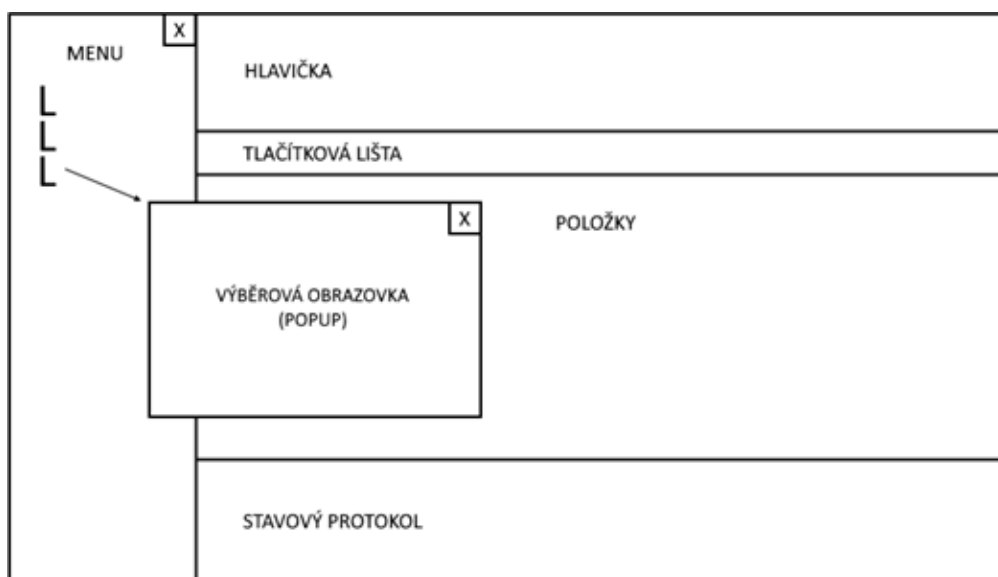 X
MENU
HLAVIČKA
TLAČÍTKOVÁ LIŠTA
X
POLOŽKY
VÝBĚROVÁ OBRAZOVKA
(POPUP)
STAVOVÝ PROTOKOL